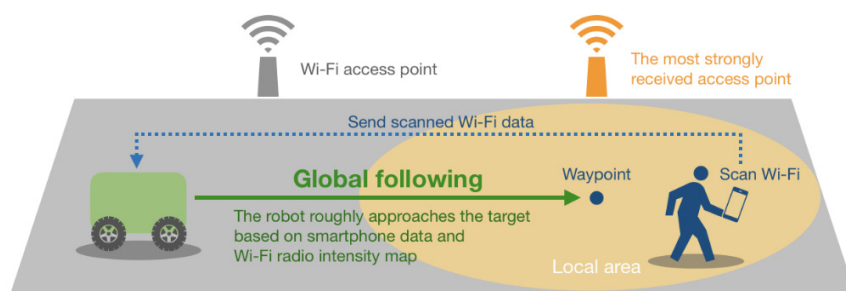 Wi-Fi access point
The most strongly
received access point
Send scanned Wi-Fi data
Global following
Waypoint
Scan Wi-Fi
The robot roughly approaches the target
based on smartphone data and
Wi-Fi radio intensity map
Local area